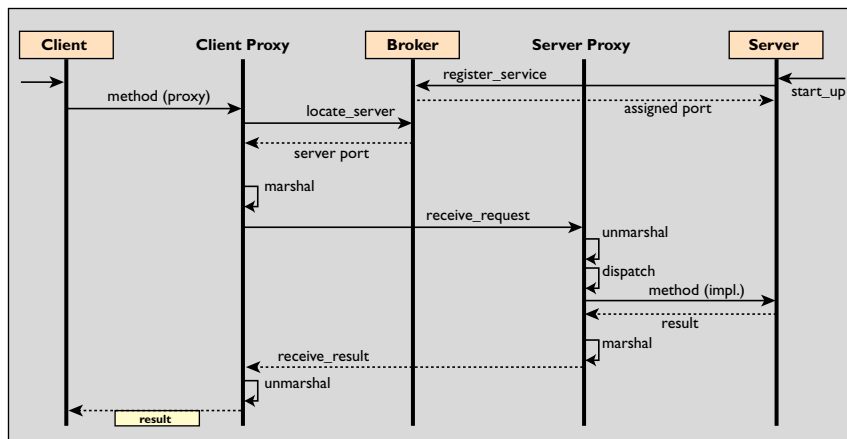 Client
Client Proxy
Broker
Server Proxy
Server
register_service
start_up
method (proxy)
assigned port
locate_server
server port
marshal
receive_request
unmarshal
dispatch
method (impl.)
result
marshal
receive_result
unmarshal
result